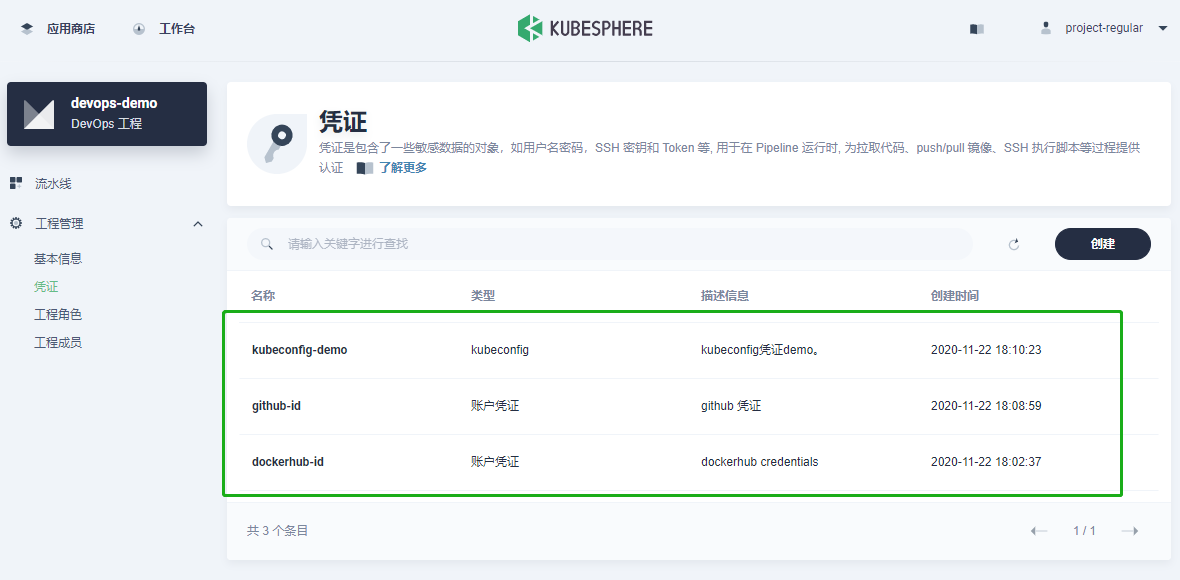 应用商店
工作台
KUBESPHERE
project-regular
devops-demo
DevOps 工程
流水线
工程管理
基本信息
凭证
工程角色
工程成员
凭证
凭证是包含了一些敏感数据的对象，如用户名密码，SSH 密钥和 Token 等, 用于在 Pipeline 运行时, 为拉取代码、push/pull 镜像、SSH 执行脚本等过程提供
认证 了解更多
请输入关键字进行查找
创建
名称 类型 描述信息 创建时间
kubeconfig-demo kubeconfig kubeconfig凭证demo。 2020-11-22 18:10:23
github-id 账户凭证 github 凭证 2020-11-22 18:08:59
dockerhub-id 账户凭证 dockerhub credentials 2020-11-22 18:02:37
共 3 个条目
1 / 1